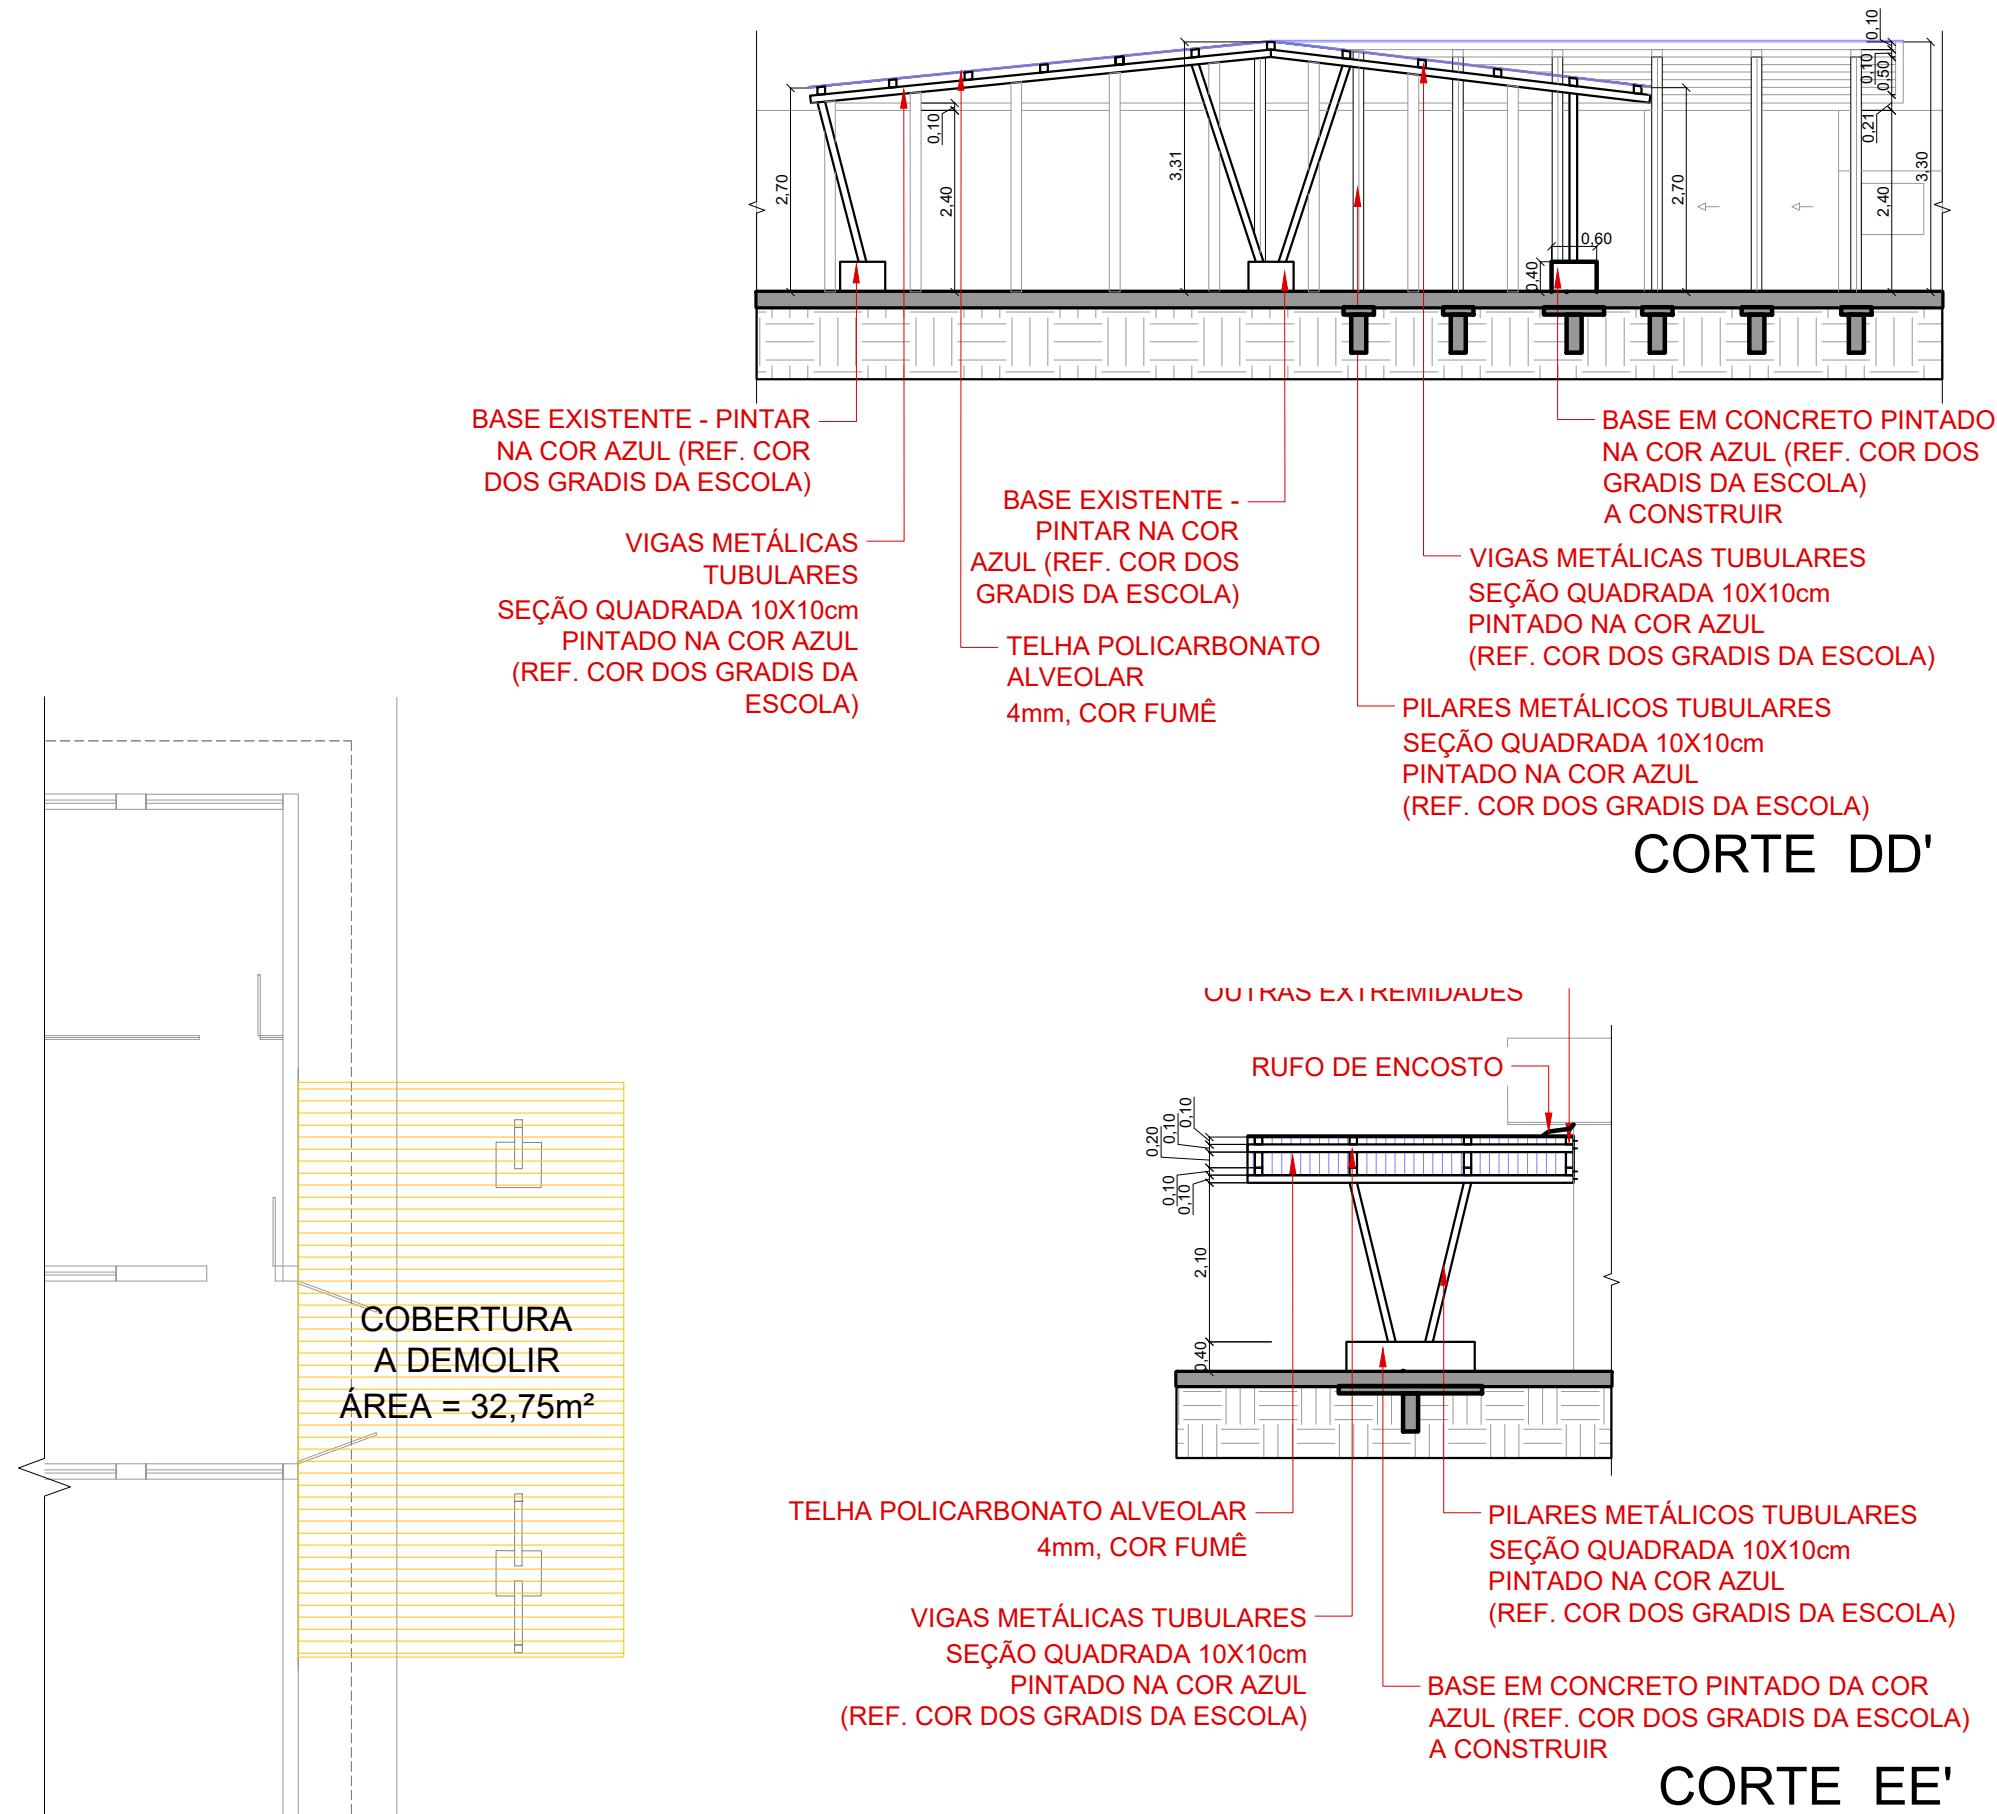 0,10
0,10
0,50
0,21
3,30
2,40
2,70
0,10
2,40
3,31
2,70
0,60
0,40
BASE EXISTENTE - PINTAR
NA COR AZUL (REF. COR
DOS GRADIS DA ESCOLA)
VIGAS METÁLICAS
TUBULARES
SEÇÃO QUADRADA 10X10cm
PINTADO NA COR AZUL
(REF. COR DOS GRADIS DA
ESCOLA)
BASE EXISTENTE -
PINTAR NA COR
AZUL (REF. COR DOS
GRADIS DA ESCOLA)
TELHA POLICARBONATO
ALVEOLAR
4mm, COR FUMÊ
BASE EM CONCRETO PINTADO
NA COR AZUL (REF. COR DOS
GRADIS DA ESCOLA)
A CONSTRUIR
VIGAS METÁLICAS TUBULARES
SEÇÃO QUADRADA 10X10cm
PINTADO NA COR AZUL
(REF. COR DOS GRADIS DA ESCOLA)
PILARES METÁLICOS TUBULARES
SEÇÃO QUADRADA 10X10cm
PINTADO NA COR AZUL
(REF. COR DOS GRADIS DA ESCOLA)
CORTE DD'
COBERTURA
A DEMOLIR
ÁREA = 32,75m²
OUTRAS EXTREMIDADES
RUFO DE ENCOSTO
0,10
0,10
0,20
0,10
0,10
2,10
0,40
TELHA POLICARBONATO ALVEOLAR
4mm, COR FUMÊ
VIGAS METÁLICAS TUBULARES
SEÇÃO QUADRADA 10X10cm
PINTADO NA COR AZUL
(REF. COR DOS GRADIS DA ESCOLA)
PILARES METÁLICOS TUBULARES
SEÇÃO QUADRADA 10X10cm
PINTADO NA COR AZUL
(REF. COR DOS GRADIS DA ESCOLA)
BASE EM CONCRETO PINTADO DA COR
AZUL (REF. COR DOS GRADIS DA ESCOLA)
A CONSTRUIR
CORTE EE'